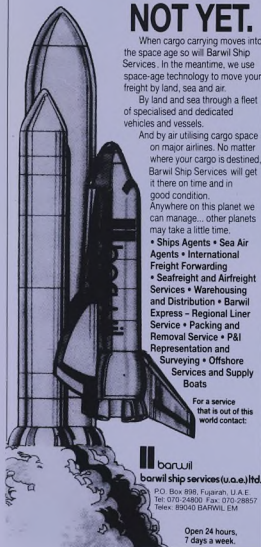 NOT YET.
When cargo carrying moves into
the space age so will Barwil Ship
Services. In the meantime, we use
space-age technology to move your
freight by land, sea and air.
By land and sea through a fleet
of specialised and dedicated
vehicles and vessels.
And by air utilising cargo space
on major airlines. No matter
where your cargo is destined,
Barwil Ship Services will get
it there on time and in
good condition.
Anywhere on this planet we
can manage... other planets
may take a little time.
• Ships Agents • Sea Air
Agents • International
Freight Forwarding
• Seafreight and Airfreight
Services • Warehousing
and Distribution • Barwil
Express – Regional Liner
Service • Packing and
Removal Service • P&I
Representation and
Surveying • Offshore
Services and Supply
Boats
For a service
that is out of this
world contact:
barwil
barwil
barwil ship services (u.a.e.) ltd.
P.O. Box 898, Fujairah, U.A.E.
Tel: 070-24800 Fax: 070-28857
Telex: 89040 BARWIL EM
Open 24 hours,
7 days a week.